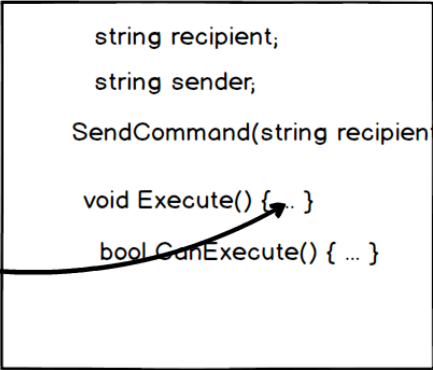 string recipient;
string sender;
SendCommand(string recipient
void Execute() { ... }
bool CanExecute() { ... }